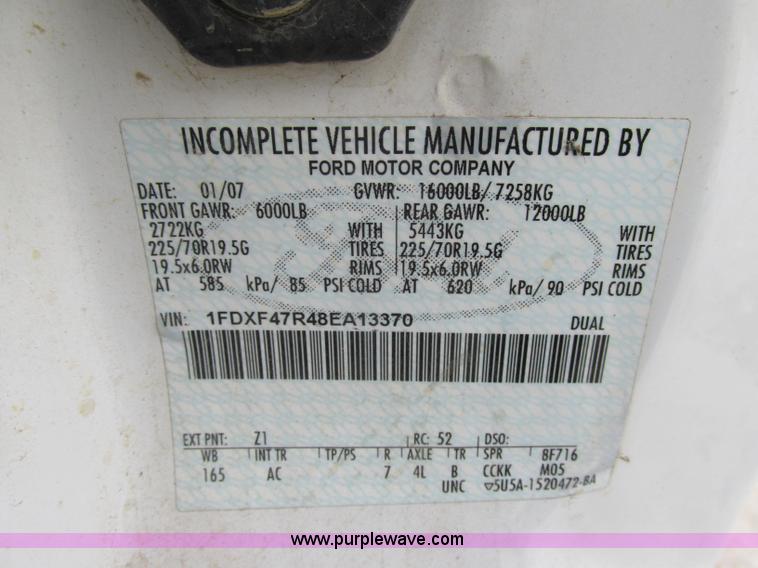 INCOMPLETE VEHICLE MANUFACTURED BY
FORD MOTOR COMPANY
DATE: 01/07 GVWR: 16000LB/ 7258KG
FRONT GAWR: 6000LB REAR GAWR: 12000LB
2722KG WITH 5443KG WITH
225/70R19.5G TIRES 225/70R19.5G TIRES
19.5x6.0RW RIMS 19.5x6.0RW RIMS
AT 585 kPa/ 85 PSI COLD AT 620 kPa/ 90 PSI COLD
VIN: 1FDXF47R48EA13370 DUAL
EXT PNT: Z1 RC: 52 DSO:
WB INT TR TP/PS R AXLE TR SPR 8F716
165 AC 7 4L B CCKK M05
UNC ▽5U5A-1520472-BA
www.purplewave.com